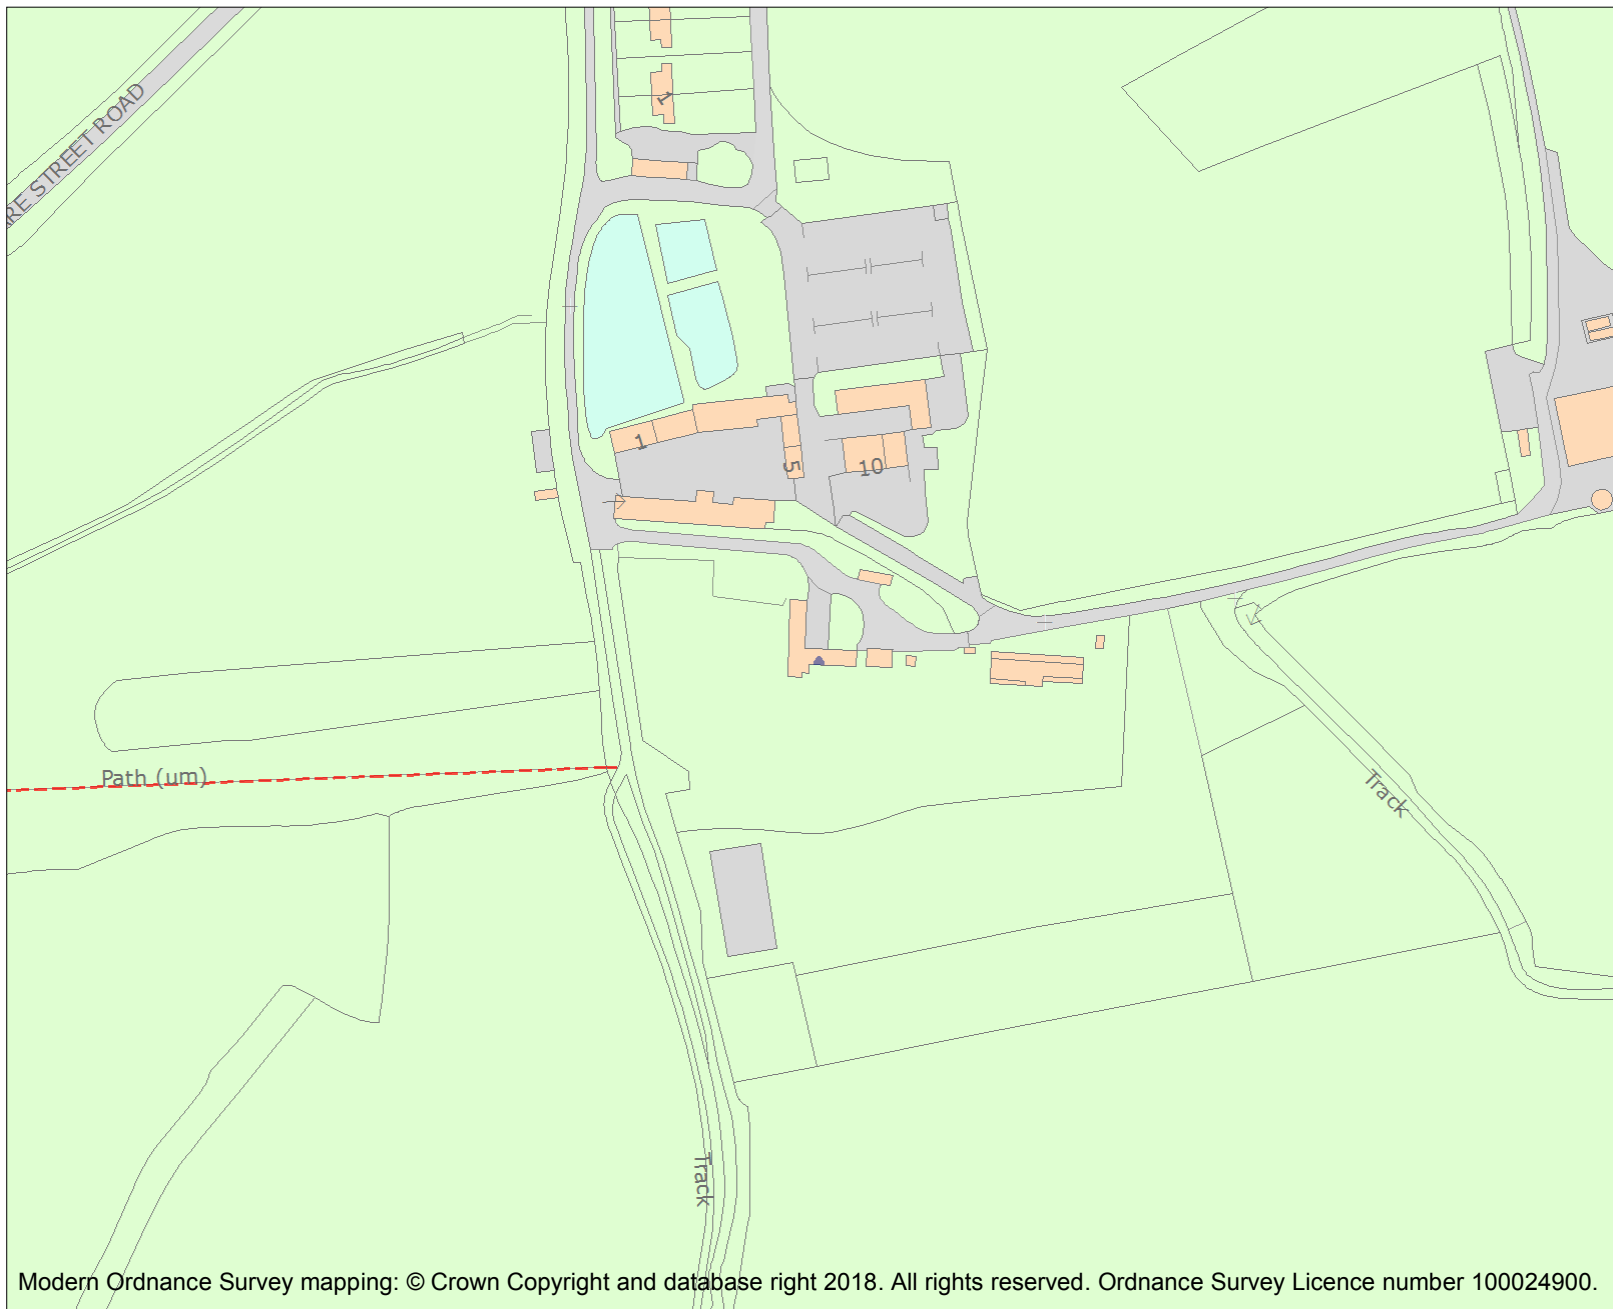 ARE STREET ROAD
1
1
5
10
Path (um)
Track
Track
Modern Ordnance Survey mapping: © Crown Copyright and database right 2018. All rights reserved. Ordnance Survey Licence number 100024900.